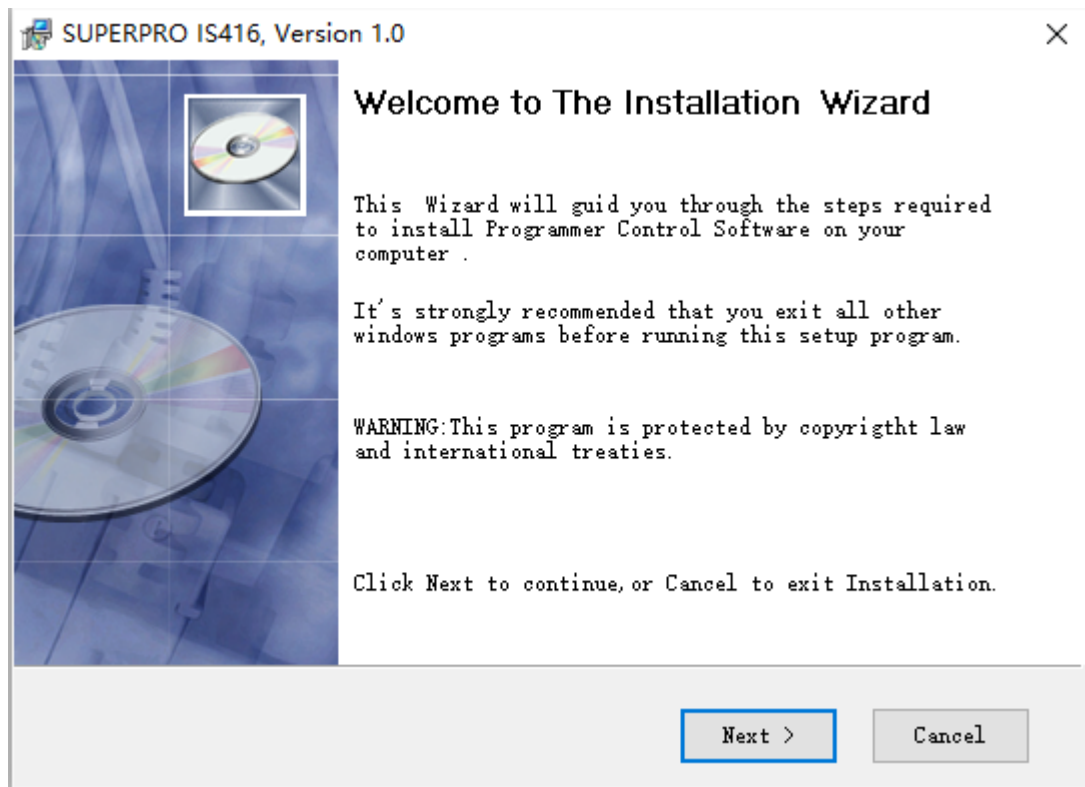 SUPERPRO IS416, Version 1.0
Welcome to The Installation  Wizard
This  Wizard will guid you through the steps required
to install Programmer Control Software on your
computer .
It's strongly recommended that you exit all other
windows programs before running this setup program.
WARNING:This program is protected by copyrigtht law
and international treaties.
Click Next to continue,or Cancel to exit Installation.
Next >
Cancel